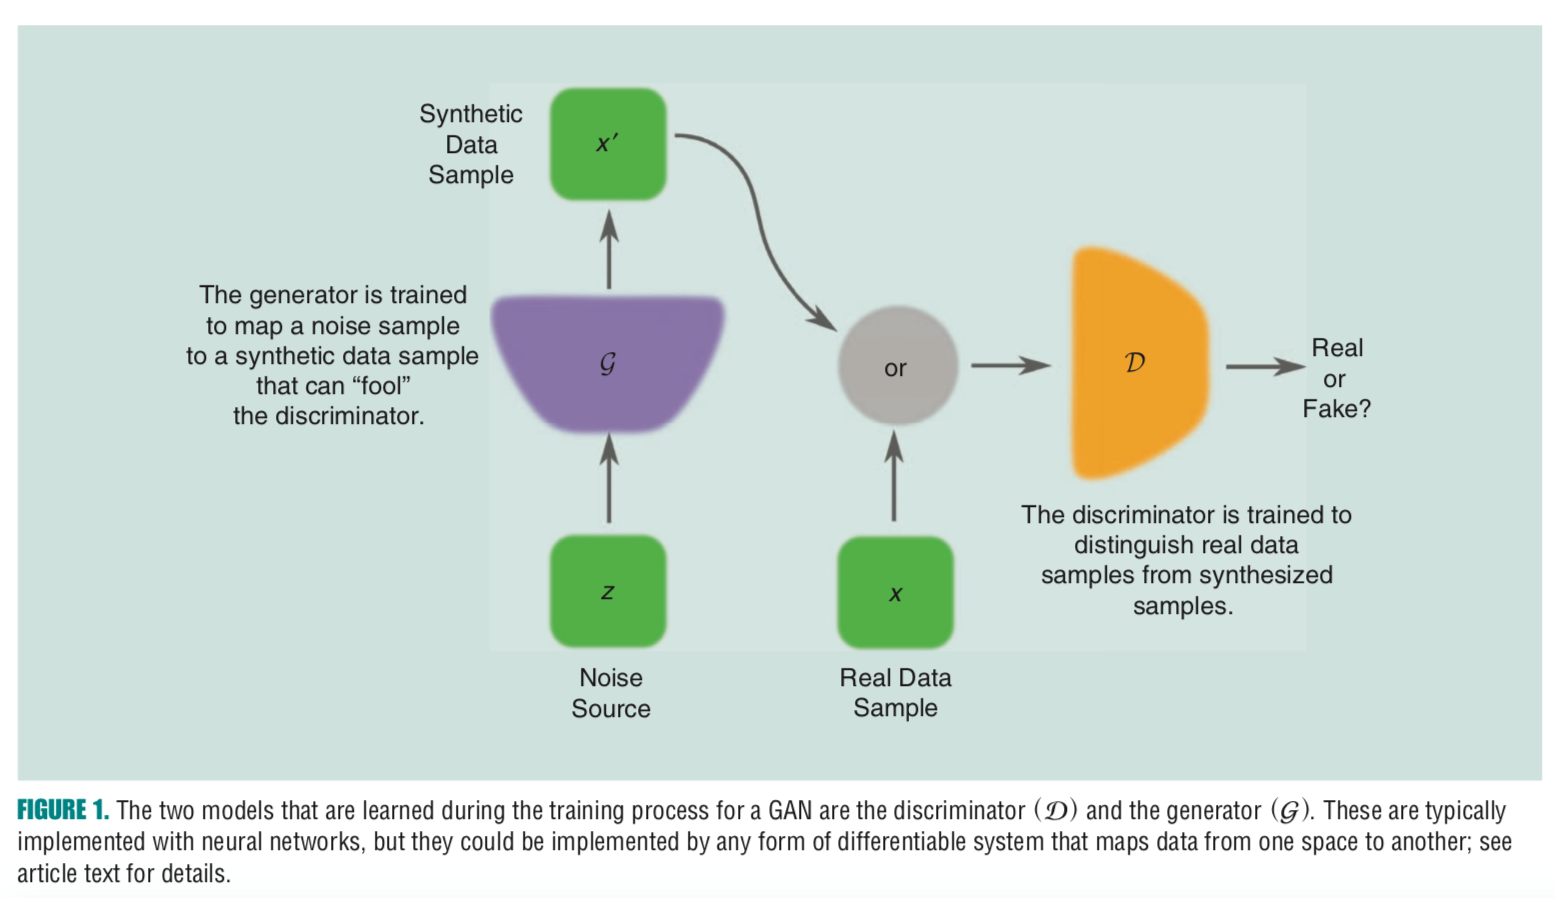 Synthetic
Data
Sample
x′
The generator is trained
to map a noise sample
to a synthetic data sample
that can “fool”
the discriminator.
𝒢
or
𝒟
Real
or
Fake?
The discriminator is trained to
distinguish real data
samples from synthesized
samples.
z
x
Noise
Source
Real Data
Sample
FIGURE 1. The two models that are learned during the training process for a GAN are the discriminator (𝒟) and the generator (𝒢). These are typically
implemented with neural networks, but they could be implemented by any form of differentiable system that maps data from one space to another; see
article text for details.